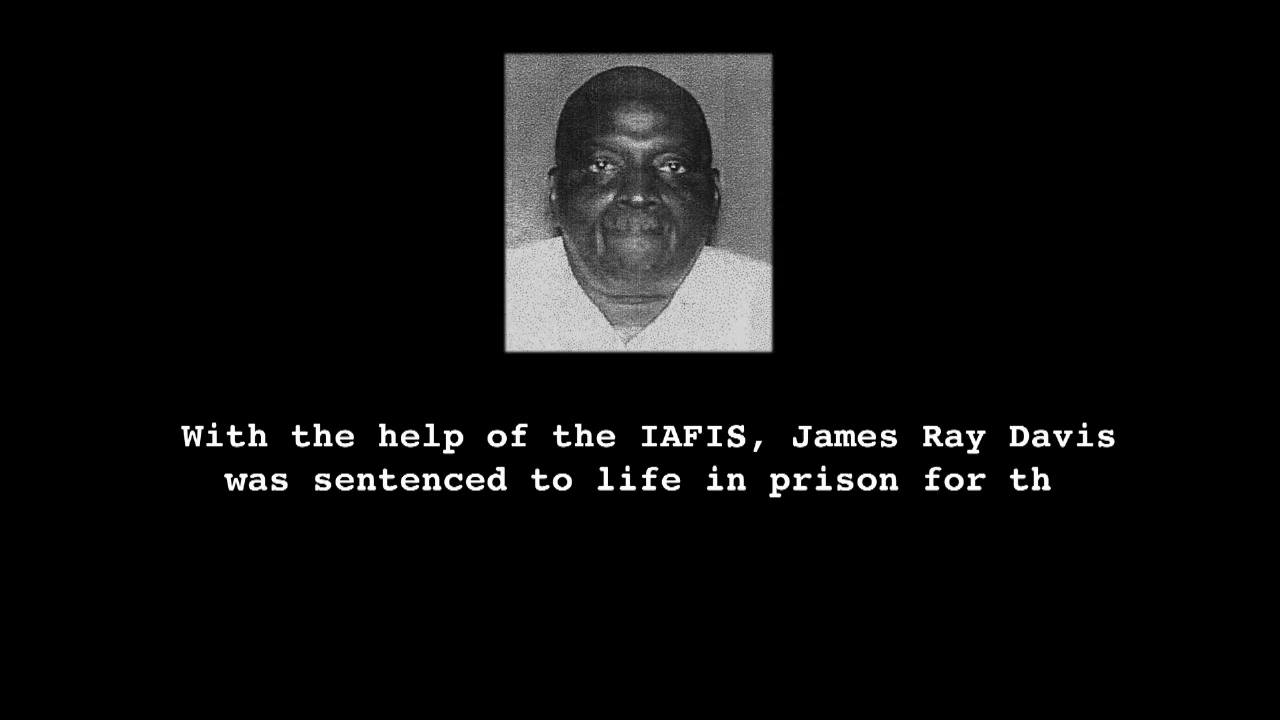 With the help of the IAFIS, James Ray Davis
was sentenced to life in prison for th